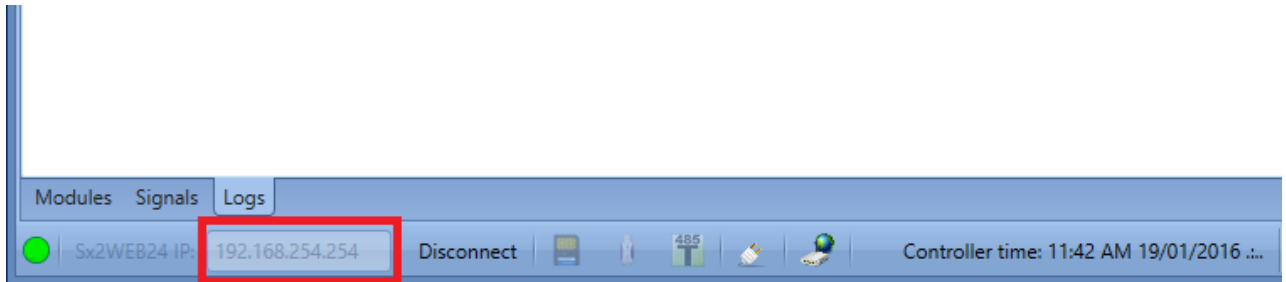 Modules Signals Logs
Sx2WEB24 IP: 192.168.254.254 Disconnect 485 Controller time: 11:42 AM 19/01/2016 .:..